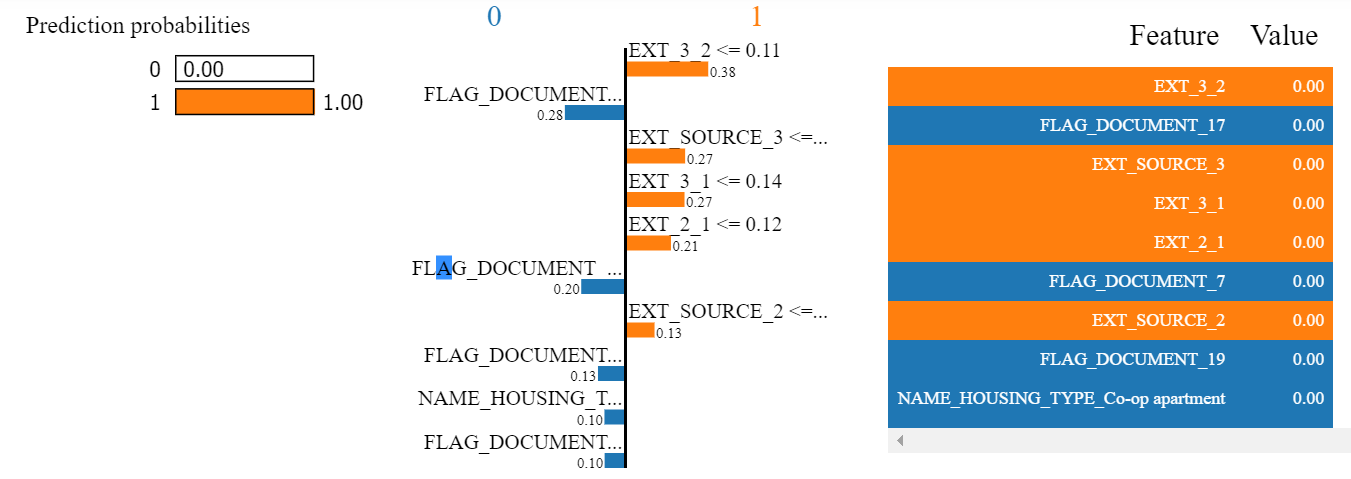 Prediction probabilities
0 0.00
1 1.00
0 1
EXT_3_2 <= 0.11
0.38
FLAG_DOCUMENT...
0.28
EXT_SOURCE_3 <=...
0.27
EXT_3_1 <= 0.14
0.27
EXT_2_1 <= 0.12
0.21
FLAG_DOCUMENT_...
0.20
EXT_SOURCE_2 <=...
0.13
FLAG_DOCUMENT...
0.13
NAME_HOUSING_T...
0.10
FLAG_DOCUMENT...
0.10
Feature Value
EXT_3_2 0.00
FLAG_DOCUMENT_17 0.00
EXT_SOURCE_3 0.00
EXT_3_1 0.00
EXT_2_1 0.00
FLAG_DOCUMENT_7 0.00
EXT_SOURCE_2 0.00
FLAG_DOCUMENT_19 0.00
NAME_HOUSING_TYPE_Co-op apartment 0.00